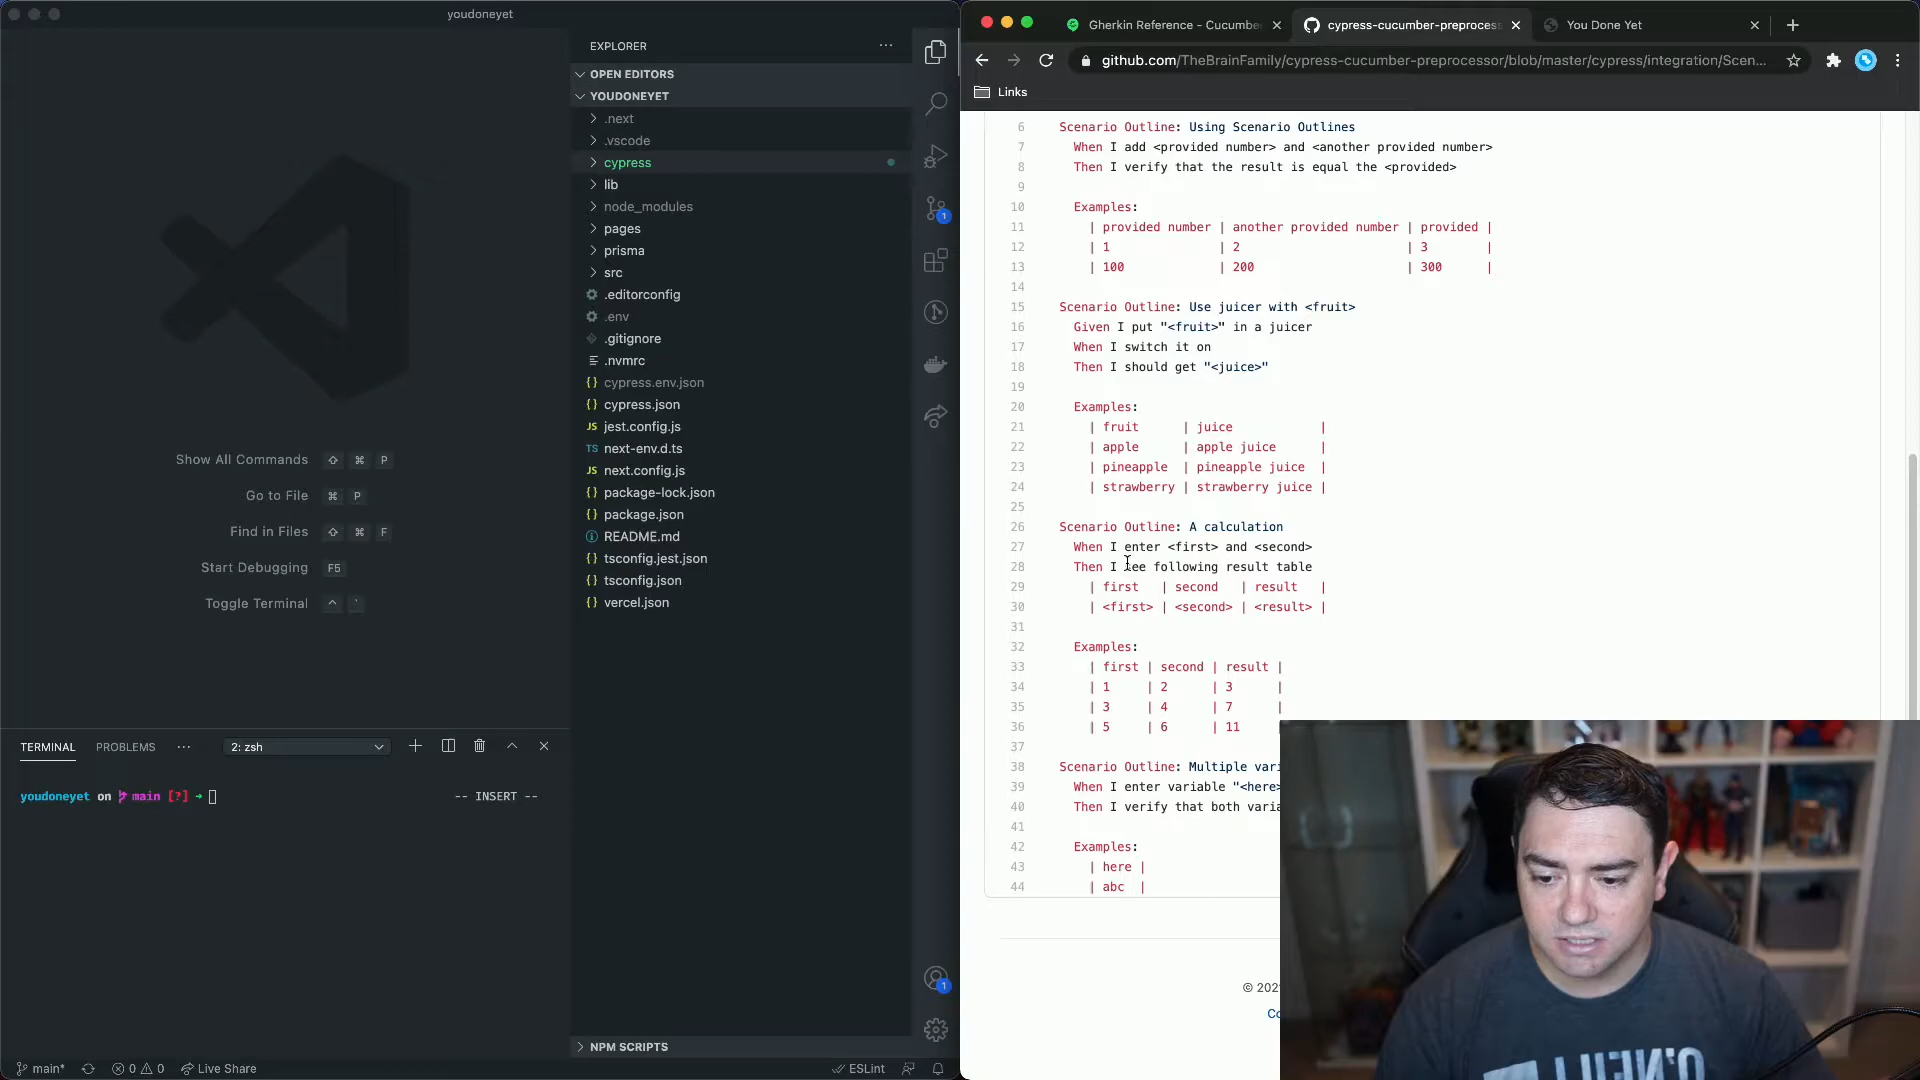 youdoneyet
EXPLORER
OPEN EDITORS
YOUDONEYET
.next
.vscode
cypress
lib
node_modules
pages
prisma
src
.editorconfig
.env
.gitignore
.nvmrc
cypress.env.json
cypress.json
JS jest.config.js
TS next-env.d.ts
JS next.config.js
package-lock.json
package.json
README.md
tsconfig.jest.json
tsconfig.json
vercel.json
NPM SCRIPTS
Show All Commands ⇧ ⌘ P
Go to File ⌘ P
Find in Files ⇧ ⌘ F
Start Debugging F5
Toggle Terminal ^ `
TERMINAL PROBLEMS ··· 2: zsh
youdoneyet on main [?] → -- INSERT --
1
1
main* 0 0 Live Share ESLint
Gherkin Reference - Cucumbe
cypress-cucumber-preprocess
You Done Yet
github.com/TheBrainFamily/cypress-cucumber-preprocessor/blob/master/cypress/integration/Scen...
Links
6 Scenario Outline: Using Scenario Outlines
7 When I add <provided number> and <another provided number>
8 Then I verify that the result is equal the <provided>
9
10 Examples:
11 | provided number | another provided number | provided |
12 | 1 | 2 | 3 |
13 | 100 | 200 | 300 |
14
15 Scenario Outline: Use juicer with <fruit>
16 Given I put "<fruit>" in a juicer
17 When I switch it on
18 Then I should get "<juice>"
19
20 Examples:
21 | fruit | juice |
22 | apple | apple juice |
23 | pineapple | pineapple juice |
24 | strawberry | strawberry juice |
25
26 Scenario Outline: A calculation
27 When I enter <first> and <second>
28 Then I see following result table
29 | first | second | result |
30 | <first> | <second> | <result> |
31
32 Examples:
33 | first | second | result |
34 | 1 | 2 | 3 |
35 | 3 | 4 | 7 |
36 | 5 | 6 | 11
37
38 Scenario Outline: Multiple vari
39 When I enter variable "<here>
40 Then I verify that both varia
41
42 Examples:
43 | here |
44 | abc |
© 202
Co
O'NEILL